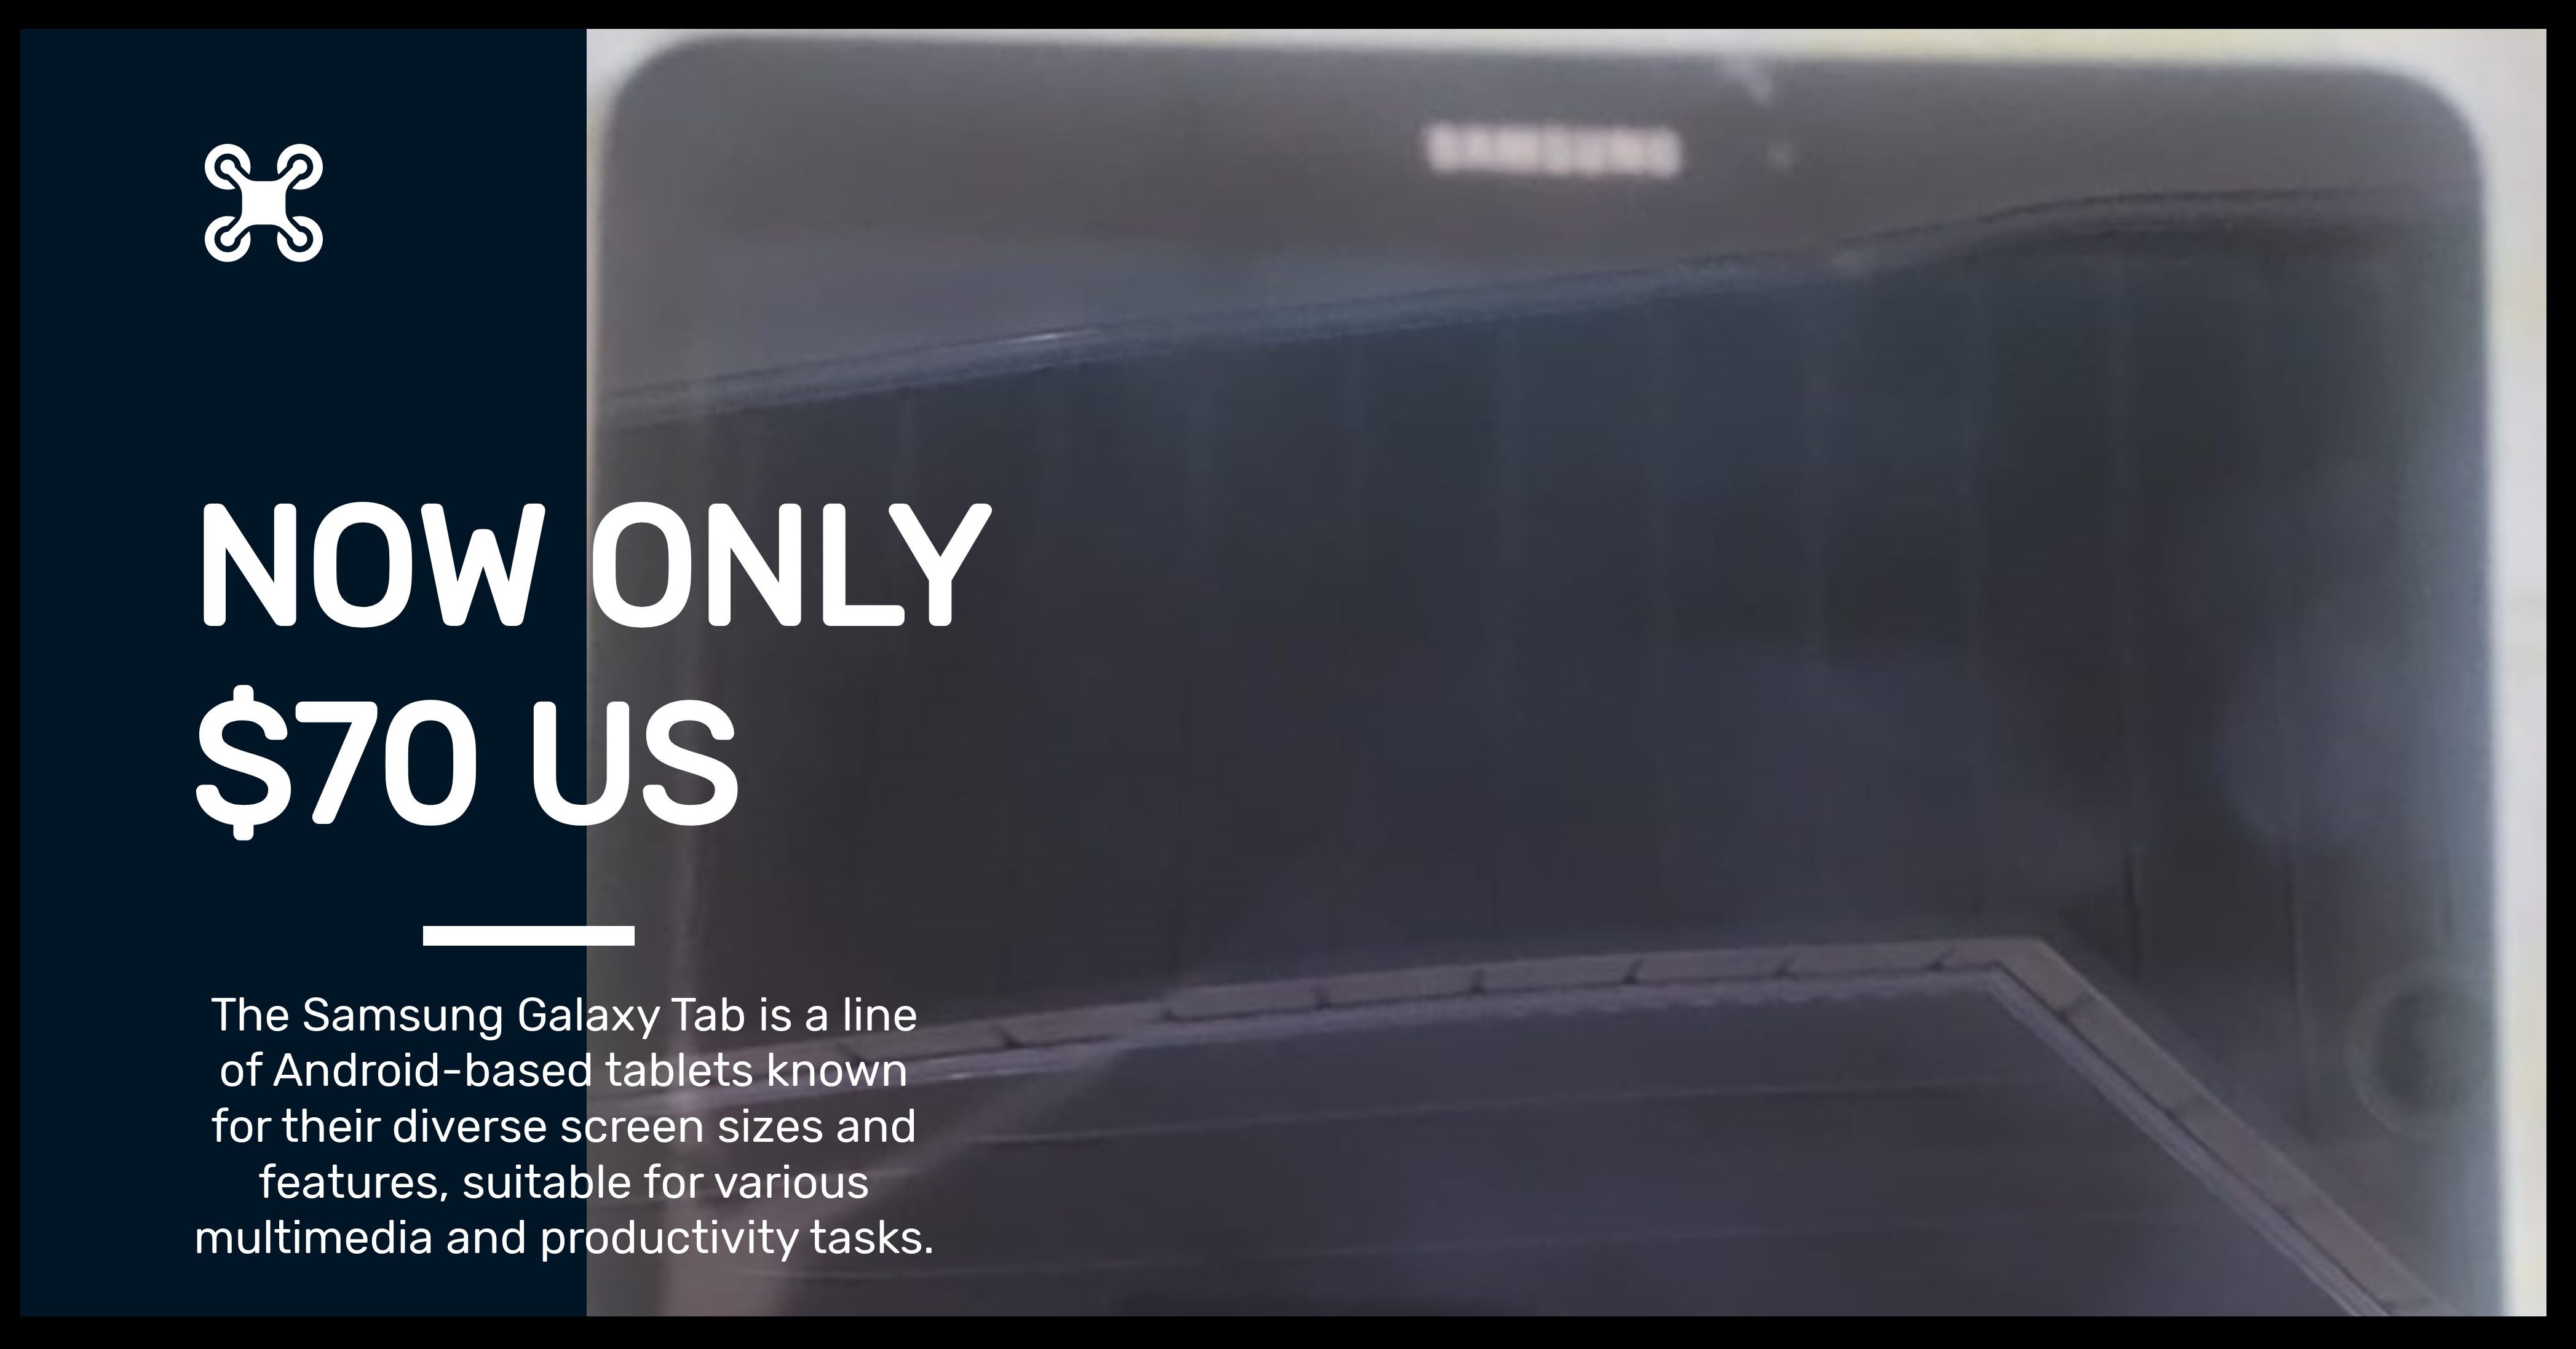 SAMSUNG
NOW ONLY
$70 US
The Samsung Galaxy Tab is a line
of Android-based tablets known
for their diverse screen sizes and
features, suitable for various
multimedia and productivity tasks.